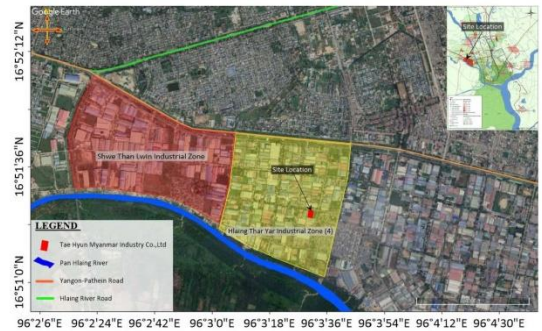 Google Earth
Site Location
16°52'12"N
16°51'36"N
16°51'0"N
Shwe Than Lwin Industrial Zone
Site Location
Hlaing Thar Yar Industrial Zone (4)
LEGEND
Tae Hyun Myanmar Industry Co.,Ltd
Pan Hlaing River
Yangon-Pathein Road
Hlaing River Road
96°2'6"E 96°2'24"E 96°2'42"E 96°3'0"E 96°3'18"E 96°3'36"E 96°3'54"E 96°4'12"E 96°4'30"E